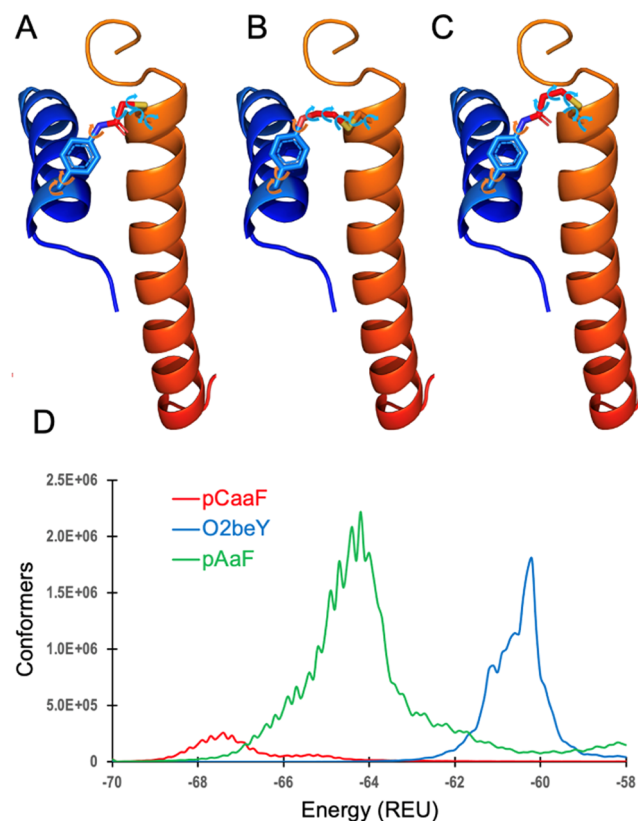 A B C
D
2.5E+06
2.0E+06
1.5E+06
1.0E+06
5.0E+05
0
Conformers
pCaaF
O2beY
pAaF
-70 -68 -66 -64 -62 -60 -58
Energy (REU)